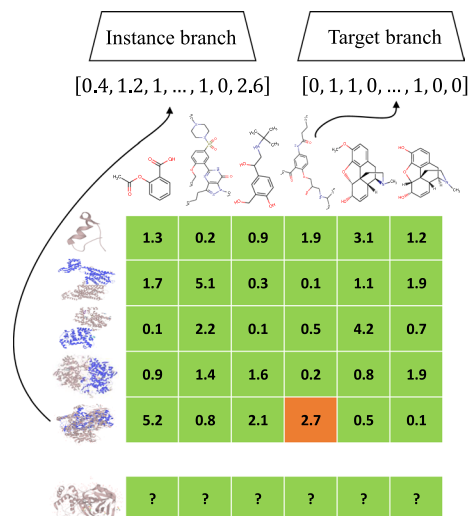 Instance branch
Target branch
[0.4, 1.2, 1, ..., 1, 0, 2.6]
[0, 1, 1, 0, ..., 1, 0, 0]
1.3 0.2 0.9 1.9 3.1 1.2
1.7 5.1 0.3 0.1 1.1 1.9
0.1 2.2 0.1 0.5 4.2 0.7
0.9 1.4 1.6 0.2 0.8 1.9
5.2 0.8 2.1 2.7 0.5 0.1
? ? ? ? ? ?